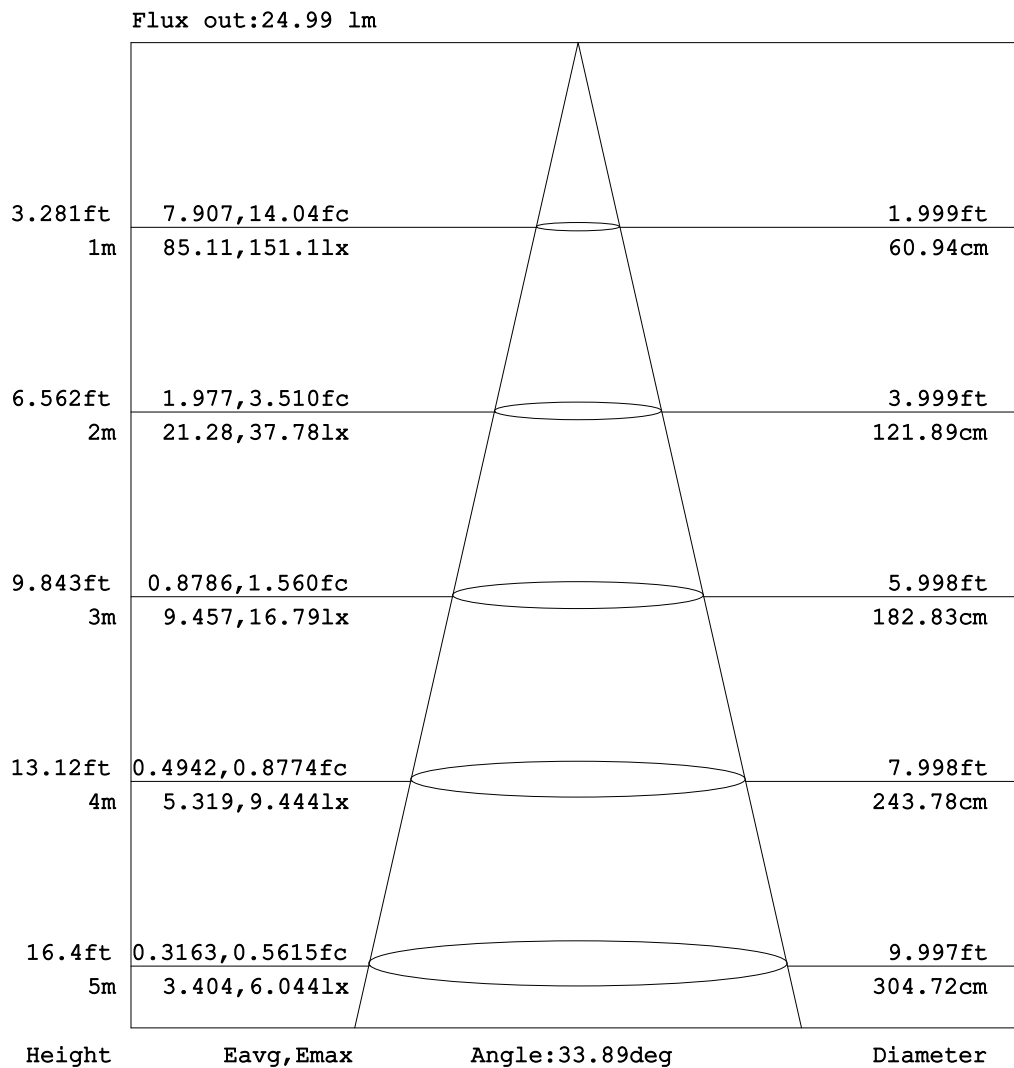 Flux out:24.99 lm
3.281ft 7.907,14.04fc 1.999ft
1m 85.11,151.1lx 60.94cm
6.562ft 1.977,3.510fc 3.999ft
2m 21.28,37.78lx 121.89cm
9.843ft 0.8786,1.560fc 5.998ft
3m 9.457,16.79lx 182.83cm
13.12ft 0.4942,0.8774fc 7.998ft
4m 5.319,9.444lx 243.78cm
16.4ft 0.3163,0.5615fc 9.997ft
5m 3.404,6.044lx 304.72cm
Height Eavg,Emax Angle:33.89deg Diameter